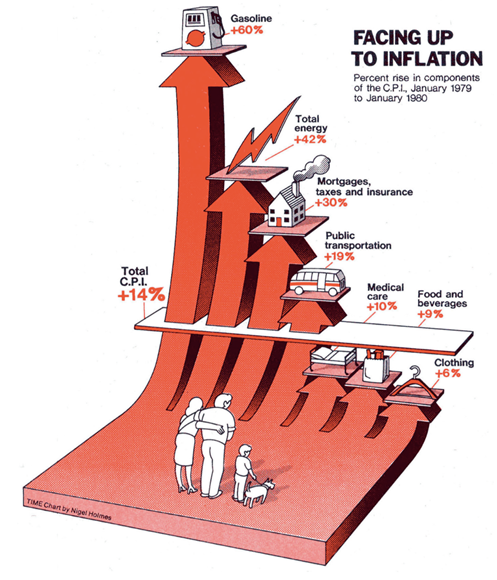 Gasoline
+60%
FACING UP
TO INFLATION
Percent rise in components
of the C.P.I., January 1979
to January 1980
Total
energy
+42%
Mortgages,
taxes and insurance
+30%
Public
transportation
+19%
Total
C.P.I.
+14%
Medical
care
+10%
Food and
beverages
+9%
Clothing
+6%
TIME Chart by Nigel Holmes